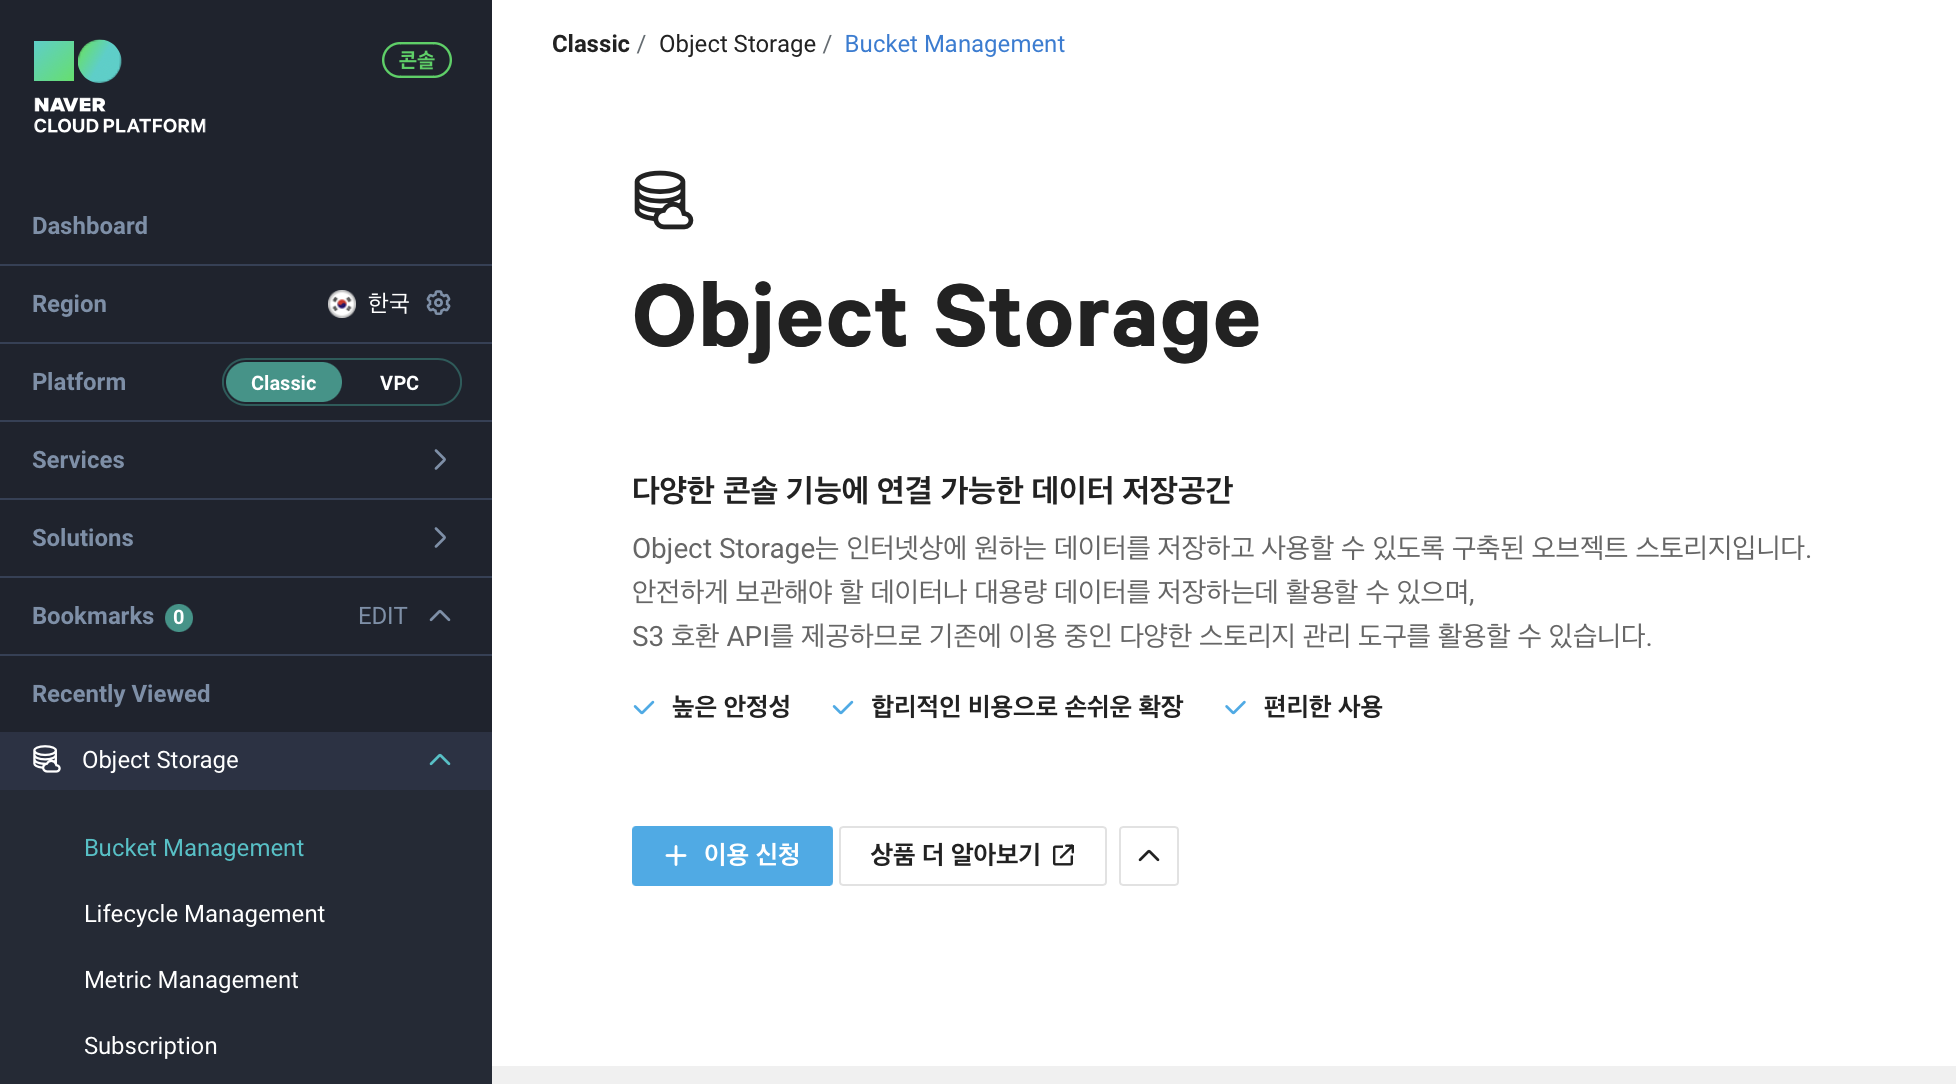 NAVER
CLOUD PLATFORM
콘솔
Dashboard
Region 한국
Platform Classic VPC
Services
Solutions
Bookmarks 0 EDIT
Recently Viewed
Object Storage
Bucket Management
Lifecycle Management
Metric Management
Subscription
Classic / Object Storage / Bucket Management
Object Storage
다양한 콘솔 기능에 연결 가능한 데이터 저장공간
Object Storage는 인터넷상에 원하는 데이터를 저장하고 사용할 수 있도록 구축된 오브젝트 스토리지입니다.
안전하게 보관해야 할 데이터나 대용량 데이터를 저장하는데 활용할 수 있으며,
S3 호환 API를 제공하므로 기존에 이용 중인 다양한 스토리지 관리 도구를 활용할 수 있습니다.
높은 안정성 합리적인 비용으로 손쉬운 확장 편리한 사용
+ 이용 신청 상품 더 알아보기